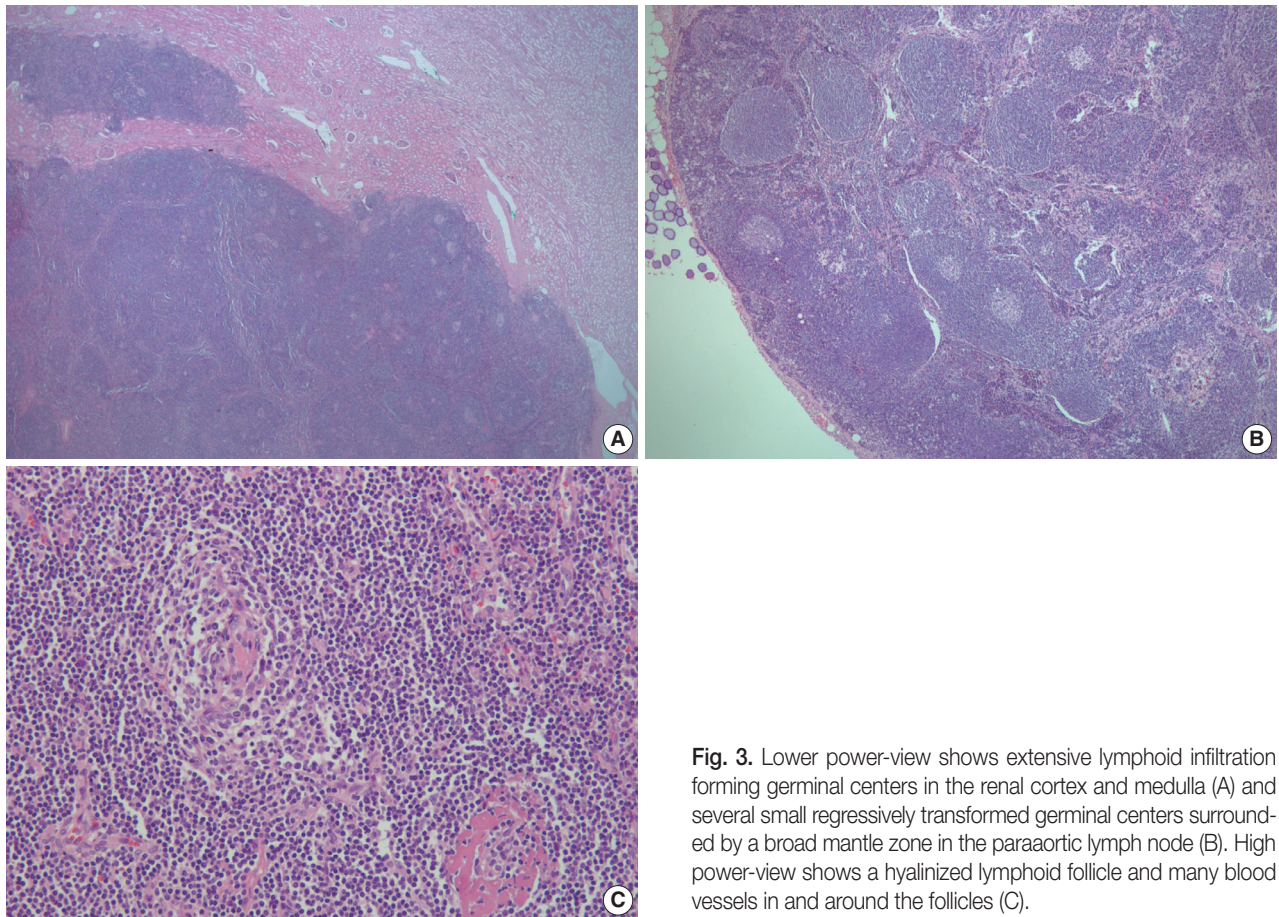 A
B
C
Fig. 3. Lower power-view shows extensive lymphoid infiltration
forming germinal centers in the renal cortex and medulla (A) and
several small regressively transformed germinal centers surround-
ed by a broad mantle zone in the paraaortic lymph node (B). High
power-view shows a hyalinized lymphoid follicle and many blood
vessels in and around the follicles (C).